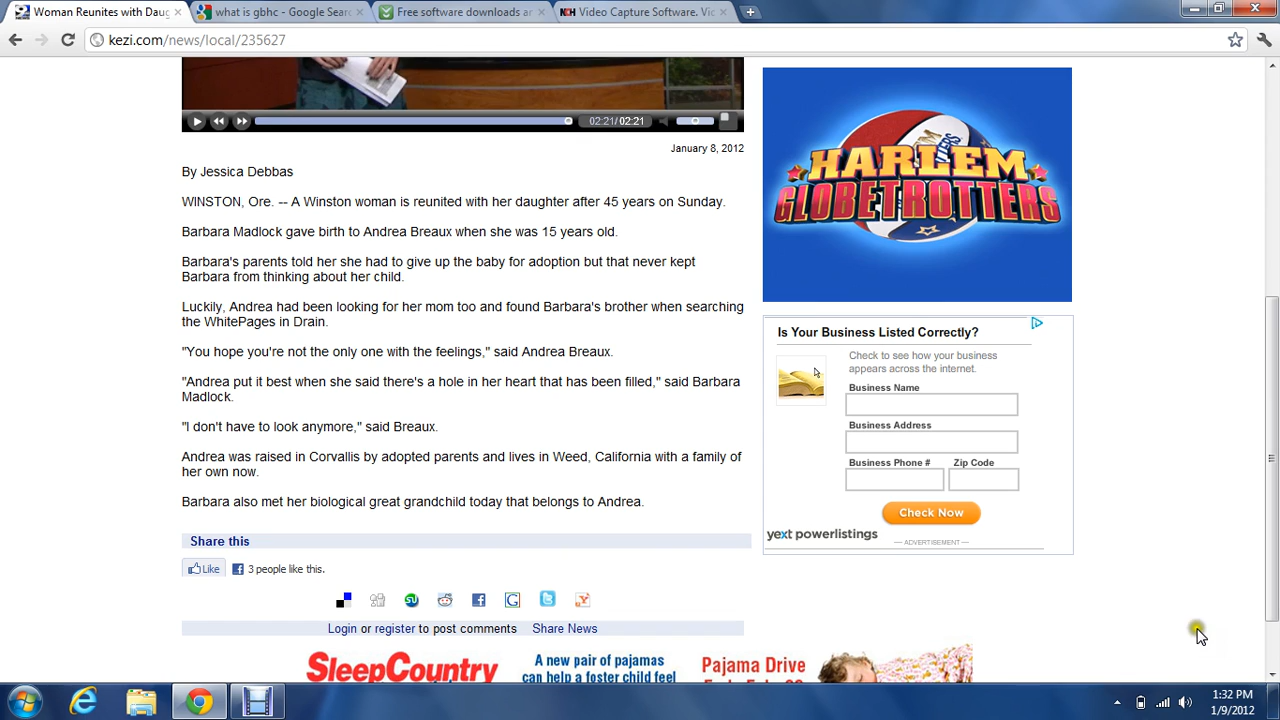 Woman Reunites with Daug
what is gbhc - Google Searc
Free software downloads ar
NCH Video Capture Software. Vid
kezi.com/news/local/235627
02:21/ 02:21
January 8, 2012
By Jessica Debbas
WINSTON, Ore. -- A Winston woman is reunited with her daughter after 45 years on Sunday.
Barbara Madlock gave birth to Andrea Breaux when she was 15 years old.
Barbara's parents told her she had to give up the baby for adoption but that never kept
Barbara from thinking about her child.
Luckily, Andrea had been looking for her mom too and found Barbara's brother when searching
the WhitePages in Drain.
"You hope you're not the only one with the feelings," said Andrea Breaux.
"Andrea put it best when she said there's a hole in her heart that has been filled," said Barbara
Madlock.
"I don't have to look anymore," said Breaux.
Andrea was raised in Corvallis by adopted parents and lives in Weed, California with a family of
her own now.
Barbara also met her biological great grandchild today that belongs to Andrea.
Share this
Like
3 people like this.
Login or register to post comments Share News
HARLEM
GLOBETROTTERS
Is Your Business Listed Correctly?
Check to see how your business
appears across the internet.
Business Name
Business Address
Business Phone # Zip Code
Check Now
yext powerlistings
— ADVERTISEMENT —
SleepCountry
A new pair of pajamas
can help a foster child feel
Pajama Drive
1:32 PM
1/9/2012